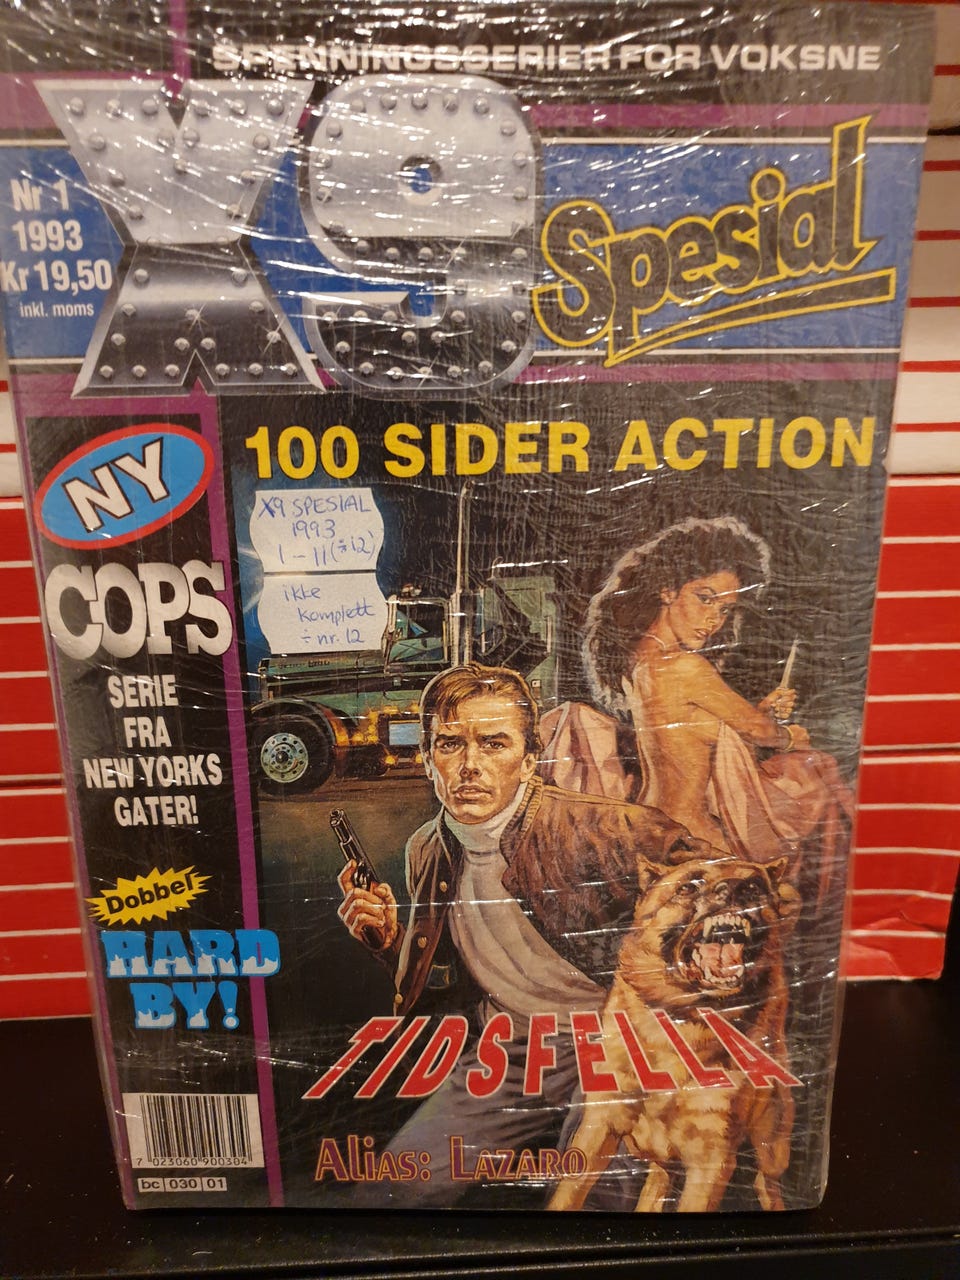 SPENNINGSSERIER FOR VOKSNE
X9
Spesial
Nr 1
1993
Kr 19,50
inkl. moms
100 SIDER ACTION
NY
COPS
SERIE
FRA
NEW YORKS
GATER!
X9 SPESIAL
1993
1-11 (÷12)
ikke
komplett
÷ nr. 12
Dobbel
HARD
BY!
TIDSFELLA
ALIAS: LAZARO
7 023060 900304
bc 030 01